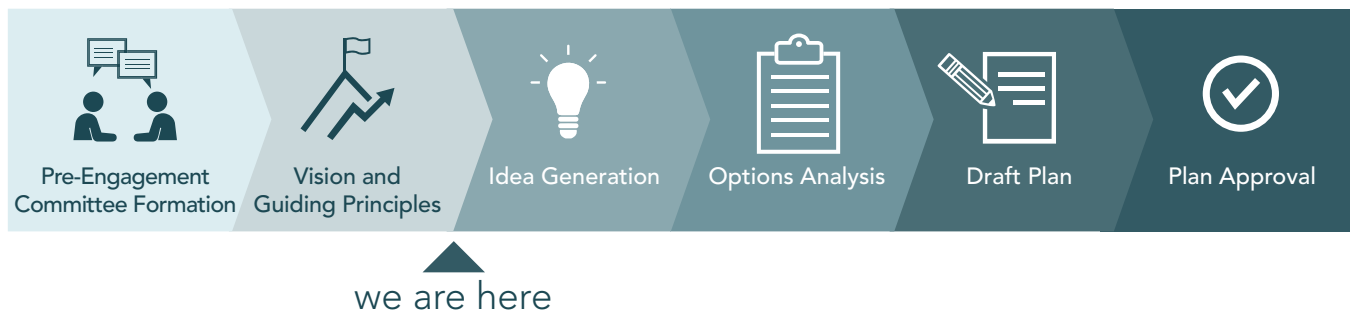 Pre-Engagement
Committee Formation
Vision and
Guiding Principles
Idea Generation
Options Analysis
Draft Plan
Plan Approval
we are here